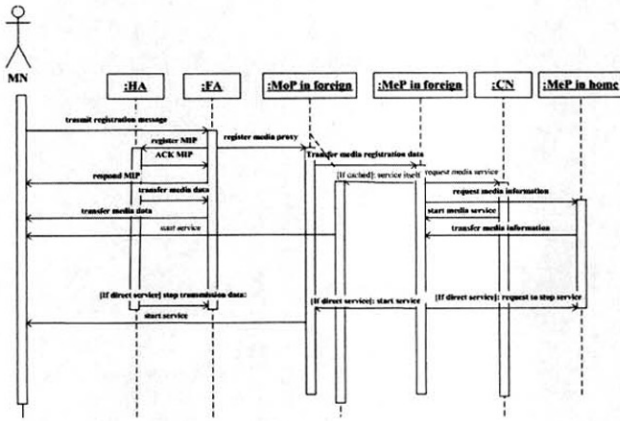 MN
:HA
:FA
:MoP in foreign
:MeP in foreign
:CN
:MeP in home
transmit registration message
register MIP
register media proxy
ACK MIP
Transfer media registration data
respond MIP
[If cached]: service itself
request media service
transfer media data
request media information
transfer media data
start media service
start service
transfer media information
[If direct service] stop transmission data:
[If direct service]: start service
[If direct service]: request to stop service
start service